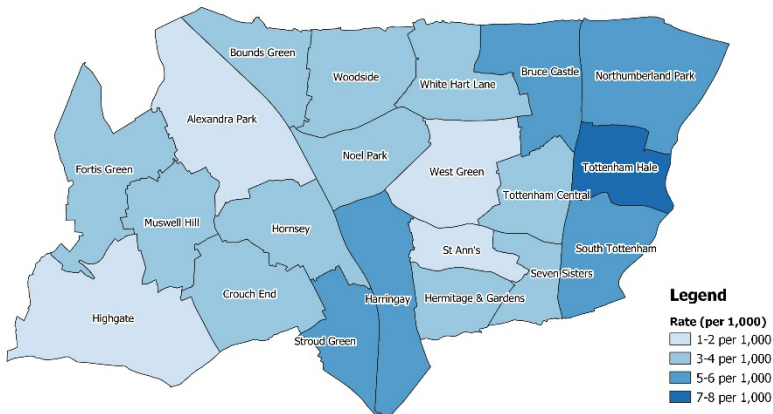 Bounds Green
Woodside
White Hart Lane
Bruce Castle
Northumberland Park
Alexandra Park
Noel Park
Fortis Green
West Green
Tottenham Hale
Tottenham Central
Muswell Hill
Hornsey
St Ann's
South Tottenham
Seven Sisters
Crouch End
Harringay
Hermitage & Gardens
Highgate
Stroud Green
Legend
Rate (per 1,000)
1-2 per 1,000
3-4 per 1,000
5-6 per 1,000
7-8 per 1,000